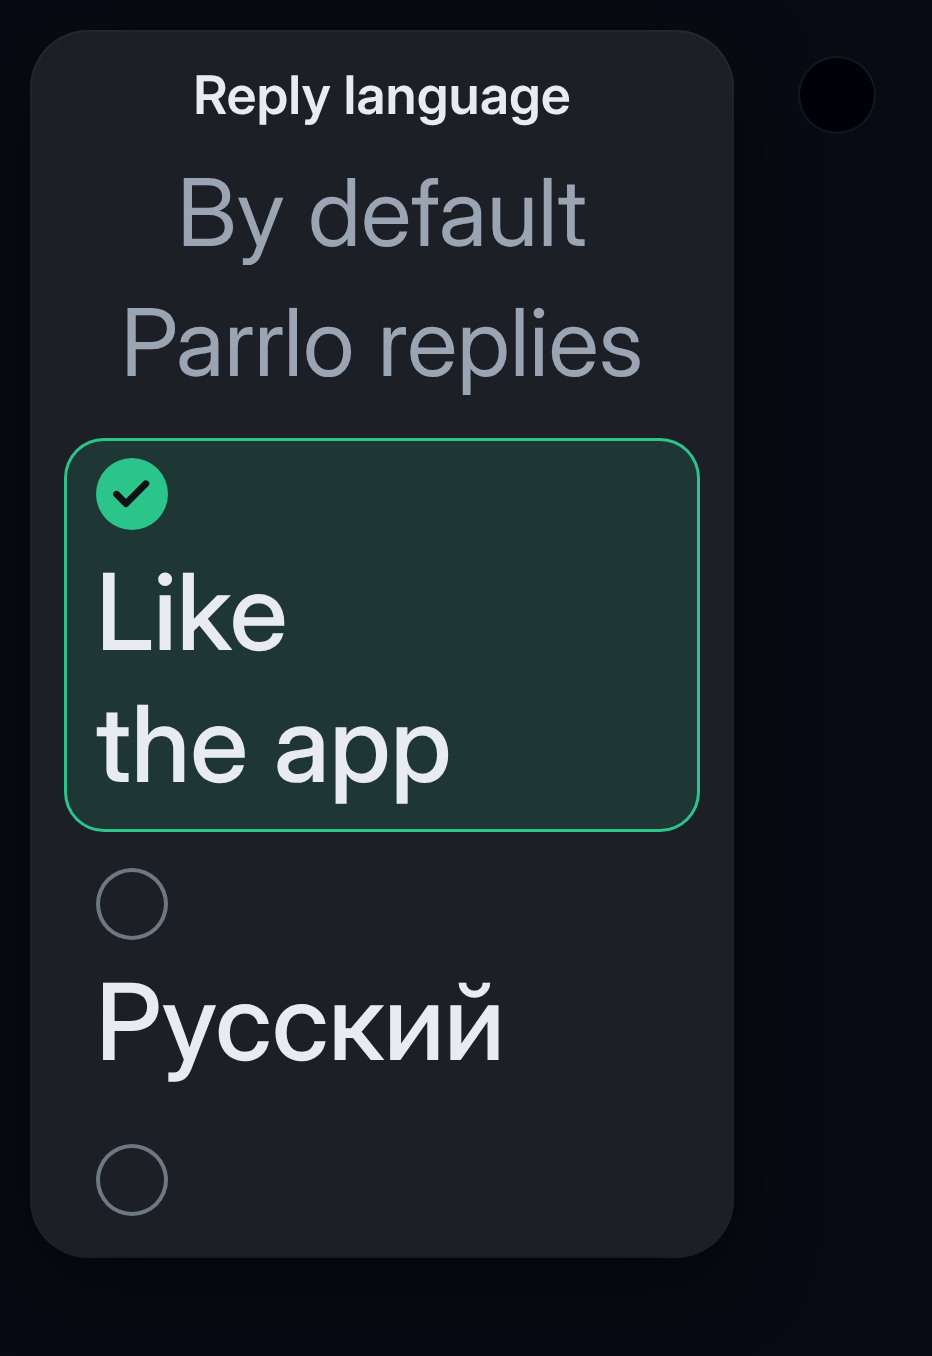 Reply language
By default
Parrlo replies
Like
the app
Русский